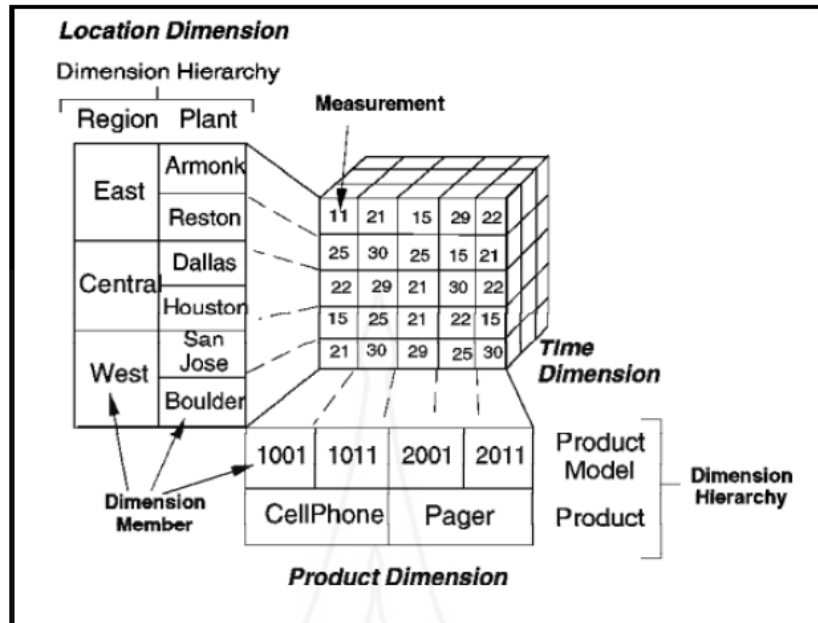 Location Dimension
Dimension Hierarchy
Region Plant
Measurement
East
Armonk
Reston
Central
Dallas
Houston
West
San
Jose
Boulder
11 21 15 29 22
25 30 25 15 21
22 29 21 30 22
15 25 21 22 15
21 30 29 25 30
Time
Dimension
1001 1011 2001 2011
Product
Model
CellPhone Pager
Product
Dimension
Hierarchy
Dimension
Member
Product Dimension